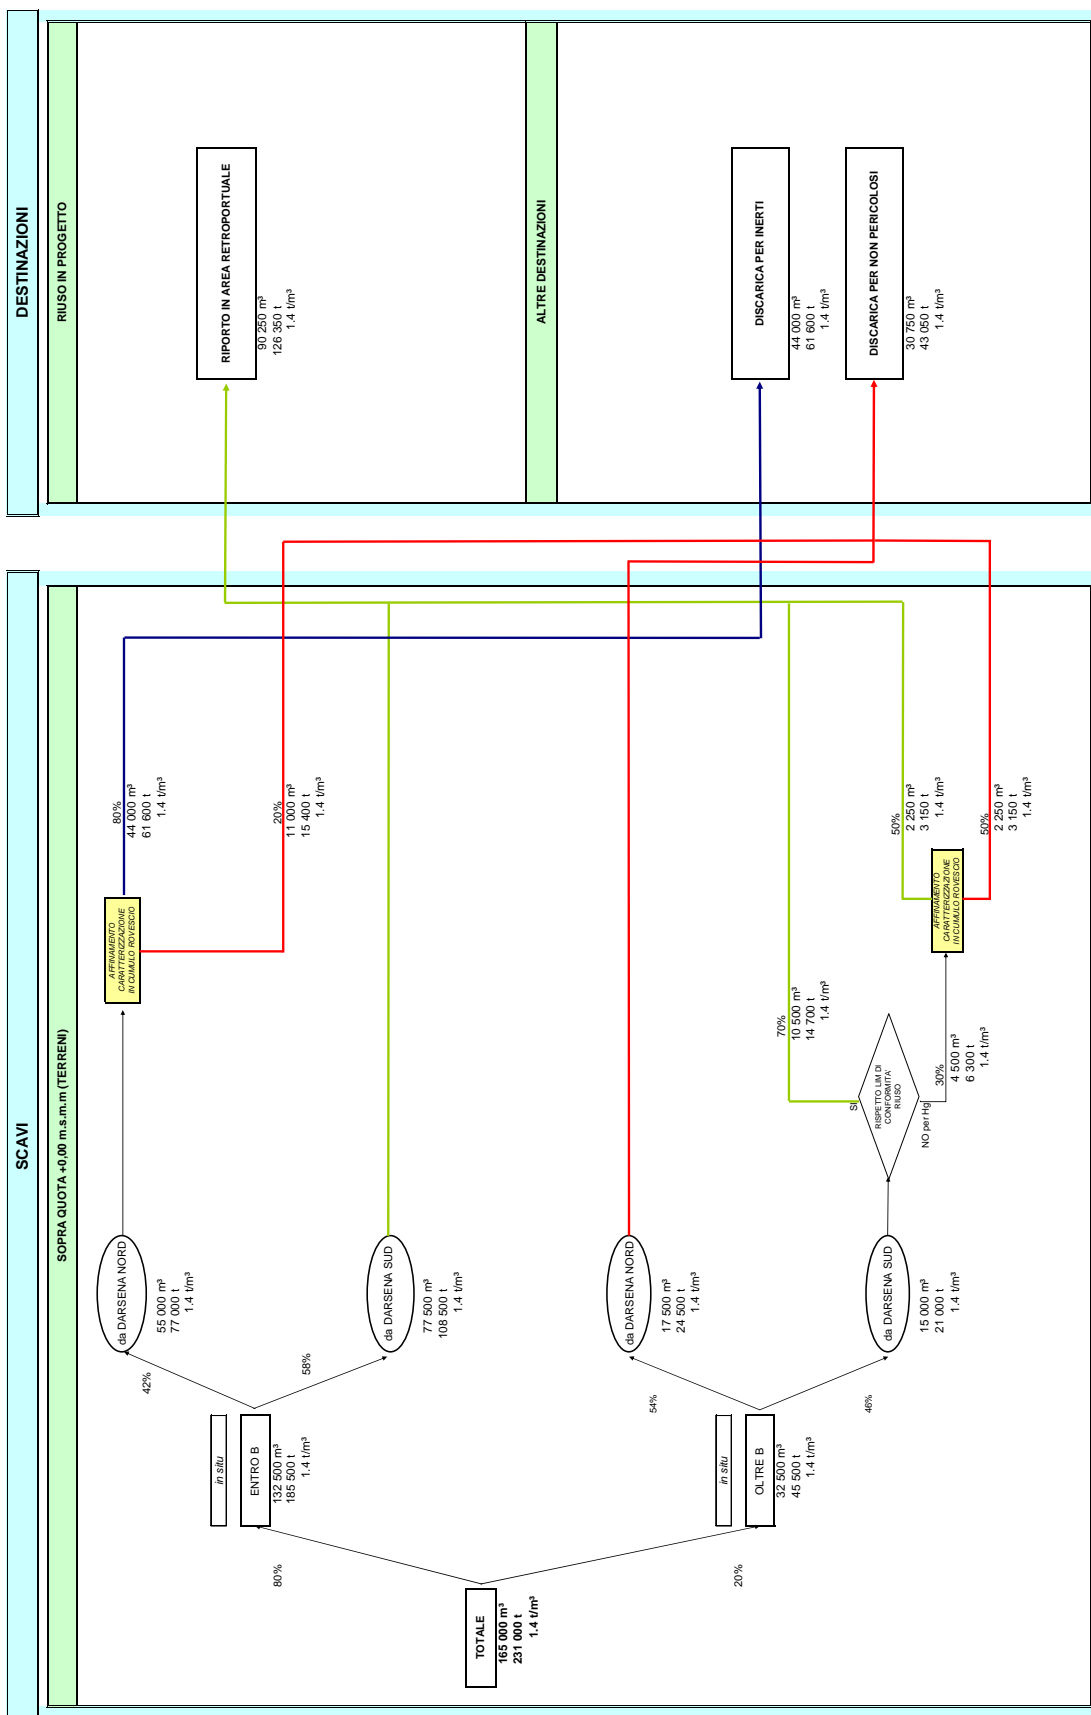 SCAVI
DESTINAZIONI
SOPRA QUOTA +0,00 m.s.m.m (TERRENI)
RIUSO IN PROGETTO
TOTALE
165 000 m³
231 000 t
1.4 t/m³
80%
20%
in situ
ENTRO B
132 500 m³
185 500 t
1.4 t/m³
42%
58%
da DARSENA NORD
55 000 m³
77 000 t
1.4 t/m³
AFFINAMENTO
CARATTERIZZAZIONE
IN CUMULO ROVESCIO
80%
44 000 m³
61 600 t
1.4 t/m³
20%
11 000 m³
15 400 t
1.4 t/m³
da DARSENA SUD
77 500 m³
108 500 t
1.4 t/m³
RIPORTO IN AREA RETROPORTUALE
90 250 m³
126 350 t
1.4 t/m³
ALTRE DESTINAZIONI
in situ
OLTRE B
32 500 m³
45 500 t
1.4 t/m³
54%
46%
da DARSENA NORD
17 500 m³
24 500 t
1.4 t/m³
da DARSENA SUD
15 000 m³
21 000 t
1.4 t/m³
RISPETTO LIM DI
CONFORMITA'
RIUSO
SI
NO per Hg
70%
10 500 m³
14 700 t
1.4 t/m³
30%
4 500 m³
6 300 t
1.4 t/m³
AFFINAMENTO
CARATTERIZZAZIONE
IN CUMULO ROVESCIO
50%
2 250 m³
3 150 t
1.4 t/m³
50%
2 250 m³
3 150 t
1.4 t/m³
DISCARICA PER INERTI
44 000 m³
61 600 t
1.4 t/m³
DISCARICA PER NON PERICOLOSI
30 750 m³
43 050 t
1.4 t/m³